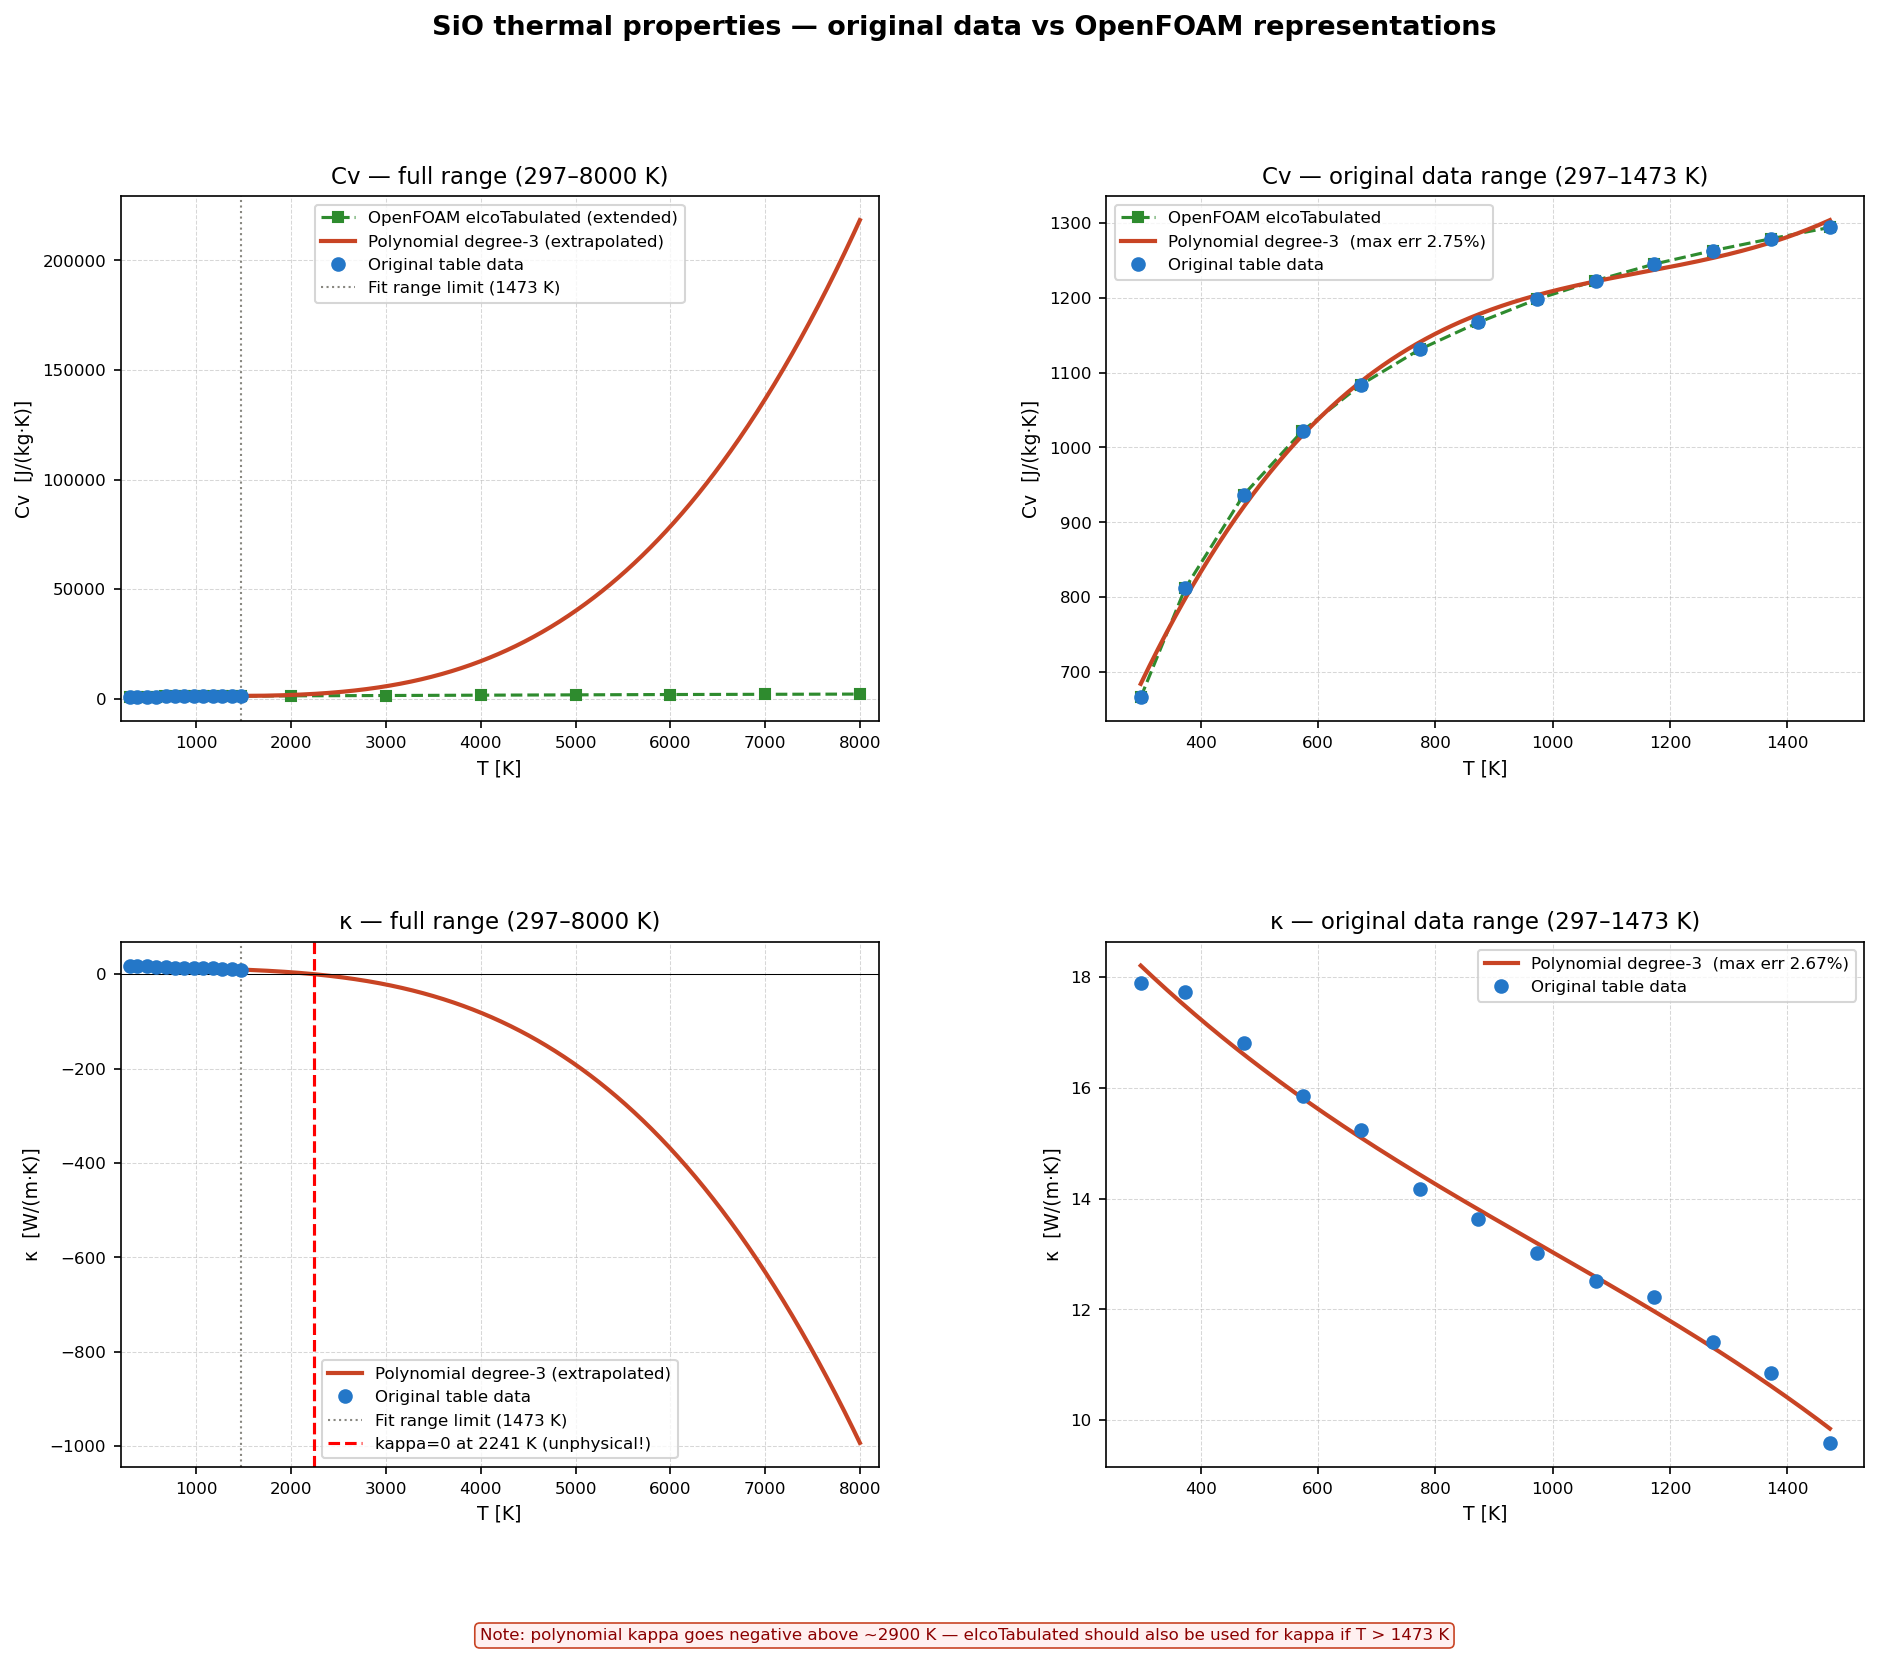 SiO thermal properties — original data vs OpenFOAM representations
Cv — full range (297–8000 K)
OpenFOAM eIcoTabulated (extended)
Polynomial degree-3 (extrapolated)
Original table data
Fit range limit (1473 K)
200000
150000
100000
50000
0
Cv [J/(kg·K)]
1000 2000 3000 4000 5000 6000 7000 8000
T [K]
Cv — original data range (297–1473 K)
OpenFOAM eIcoTabulated
Polynomial degree-3 (max err 2.75%)
Original table data
1300
1200
1100
1000
900
800
700
Cv [J/(kg·K)]
400 600 800 1000 1200 1400
T [K]
κ — full range (297–8000 K)
0
−200
−400
−600
−800
−1000
κ [W/(m·K)]
Polynomial degree-3 (extrapolated)
Original table data
Fit range limit (1473 K)
kappa=0 at 2241 K (unphysical!)
1000 2000 3000 4000 5000 6000 7000 8000
T [K]
κ — original data range (297–1473 K)
Polynomial degree-3 (max err 2.67%)
Original table data
18
16
14
12
10
κ [W/(m·K)]
400 600 800 1000 1200 1400
T [K]
Note: polynomial kappa goes negative above ~2900 K — eIcoTabulated should also be used for kappa if T > 1473 K